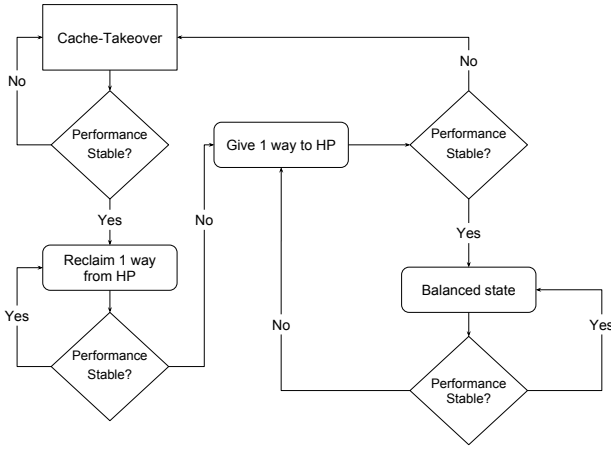 Cache-Takeover
No
No
Performance
Stable?
Give 1 way to HP
Performance
Stable?
Yes
No
Yes
Reclaim 1 way
from HP
Balanced state
Yes
No
Yes
Performance
Stable?
Performance
Stable?